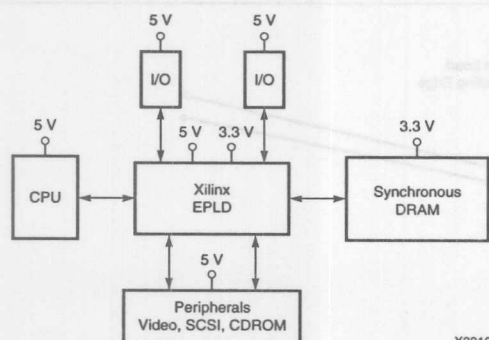 5 V
5 V
I/O
I/O
5 V
5 V
3.3 V
3.3 V
CPU
Xilinx
EPLD
Synchronous
DRAM
5 V
Peripherals
Video, SCSI, CDROM